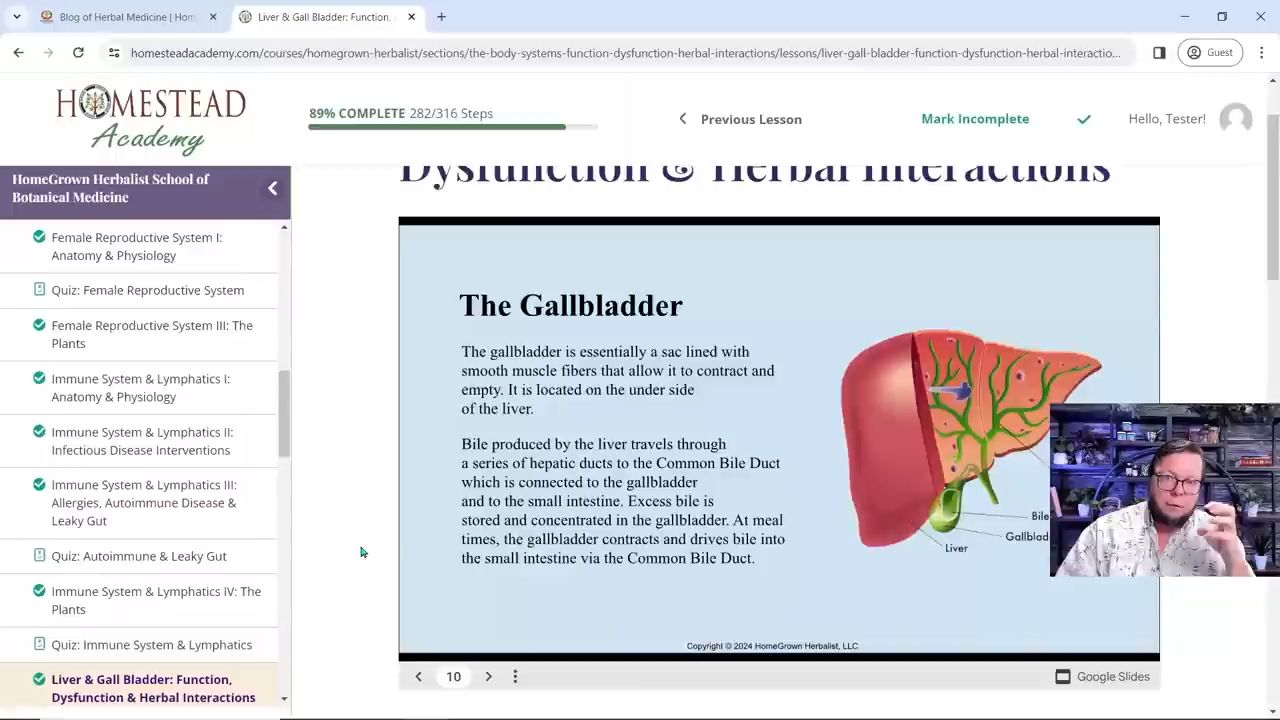 Blog of Herbal Medicine | Hom
Liver & Gall Bladder: Function,
homesteadacademy.com/courses/homegrown-herbalist/sections/the-body-systems-function-dysfunction-herbal-interactions/lessons/liver-gall-bladder-function-dysfunction-herbal-interactio...
Guest
HOMESTEAD
Academy
89% COMPLETE 282/316 Steps
Previous Lesson
Mark Incomplete
Hello, Tester!
HomeGrown Herbalist School of
Botanical Medicine
Female Reproductive System I:
Anatomy & Physiology
Quiz: Female Reproductive System
Female Reproductive System III: The
Plants
Immune System & Lymphatics I:
Anatomy & Physiology
Immune System & Lymphatics II:
Infectious Disease Interventions
Immune System & Lymphatics III:
Allergies, Autoimmune Disease &
Leaky Gut
Quiz: Autoimmune & Leaky Gut
Immune System & Lymphatics IV: The
Plants
Quiz: Immune System & Lymphatics
Liver & Gall Bladder: Function,
Dysfunction & Herbal Interactions
Dysfunction & Herbal Interactions
The Gallbladder
The gallbladder is essentially a sac lined with
smooth muscle fibers that allow it to contract and
empty. It is located on the under side
of the liver.
Bile produced by the liver travels through
a series of hepatic ducts to the Common Bile Duct
which is connected to the gallbladder
and to the small intestine. Excess bile is
stored and concentrated in the gallbladder. At meal
times, the gallbladder contracts and drives bile into
the small intestine via the Common Bile Duct.
Bile
Gallblad
Liver
Copyright © 2024 HomeGrown Herbalist, LLC
10
Google Slides